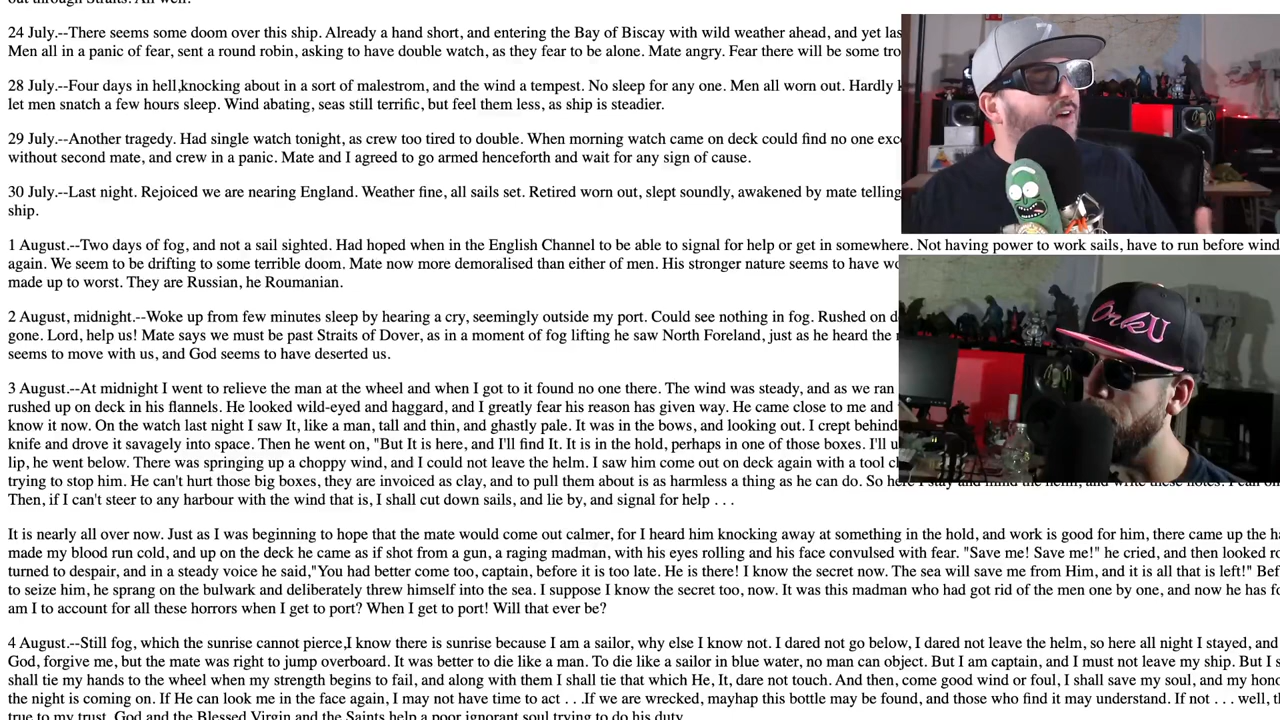 out through Straits. All well.
24 July.--There seems some doom over this ship. Already a hand short, and entering the Bay of Biscay with wild weather ahead, and yet las
Men all in a panic of fear, sent a round robin, asking to have double watch, as they fear to be alone. Mate angry. Fear there will be some tro
28 July.--Four days in hell,knocking about in a sort of malestrom, and the wind a tempest. No sleep for any one. Men all worn out. Hardly k
let men snatch a few hours sleep. Wind abating, seas still terrific, but feel them less, as ship is steadier.
29 July.--Another tragedy. Had single watch tonight, as crew too tired to double. When morning watch came on deck could find no one exc
without second mate, and crew in a panic. Mate and I agreed to go armed henceforth and wait for any sign of cause.
30 July.--Last night. Rejoiced we are nearing England. Weather fine, all sails set. Retired worn out, slept soundly, awakened by mate telling
ship.
1 August.--Two days of fog, and not a sail sighted. Had hoped when in the English Channel to be able to signal for help or get in somewhere. Not having power to work sails, have to run before wind
again. We seem to be drifting to some terrible doom. Mate now more demoralised than either of men. His stronger nature seems to have wo
made up to worst. They are Russian, he Roumanian.
2 August, midnight.--Woke up from few minutes sleep by hearing a cry, seemingly outside my port. Could see nothing in fog. Rushed on d
gone. Lord, help us! Mate says we must be past Straits of Dover, as in a moment of fog lifting he saw North Foreland, just as he heard the
seems to move with us, and God seems to have deserted us.
3 August.--At midnight I went to relieve the man at the wheel and when I got to it found no one there. The wind was steady, and as we ran
rushed up on deck in his flannels. He looked wild-eyed and haggard, and I greatly fear his reason has given way. He came close to me and
know it now. On the watch last night I saw It, like a man, tall and thin, and ghastly pale. It was in the bows, and looking out. I crept behind
knife and drove it savagely into space. Then he went on, "But It is here, and I'll find It. It is in the hold, perhaps in one of those boxes. I'll u
lip, he went below. There was springing up a choppy wind, and I could not leave the helm. I saw him come out on deck again with a tool c
trying to stop him. He can't hurt those big boxes, they are invoiced as clay, and to pull them about is as harmless a thing as he can do. So here I stay and mind the helm, and write these notes. I can on
Then, if I can't steer to any harbour with the wind that is, I shall cut down sails, and lie by, and signal for help . . .
It is nearly all over now. Just as I was beginning to hope that the mate would come out calmer, for I heard him knocking away at something in the hold, and work is good for him, there came up the ha
made my blood run cold, and up on the deck he came as if shot from a gun, a raging madman, with his eyes rolling and his face convulsed with fear. "Save me! Save me!" he cried, and then looked ro
turned to despair, and in a steady voice he said,"You had better come too, captain, before it is too late. He is there! I know the secret now. The sea will save me from Him, and it is all that is left!" Bef
to seize him, he sprang on the bulwark and deliberately threw himself into the sea. I suppose I know the secret too, now. It was this madman who had got rid of the men one by one, and now he has fo
am I to account for all these horrors when I get to port? When I get to port! Will that ever be?
4 August.--Still fog, which the sunrise cannot pierce,I know there is sunrise because I am a sailor, why else I know not. I dared not go below, I dared not leave the helm, so here all night I stayed, and
God, forgive me, but the mate was right to jump overboard. It was better to die like a man. To die like a sailor in blue water, no man can object. But I am captain, and I must not leave my ship. But I s
shall tie my hands to the wheel when my strength begins to fail, and along with them I shall tie that which He, It, dare not touch. And then, come good wind or foul, I shall save my soul, and my hono
the night is coming on. If He can look me in the face again, I may not have time to act . . .If we are wrecked, mayhap this bottle may be found, and those who find it may understand. If not . . . well, t
true to my trust. God and the Blessed Virgin and the Saints help a poor ignorant soul trying to do his duty
OrkU